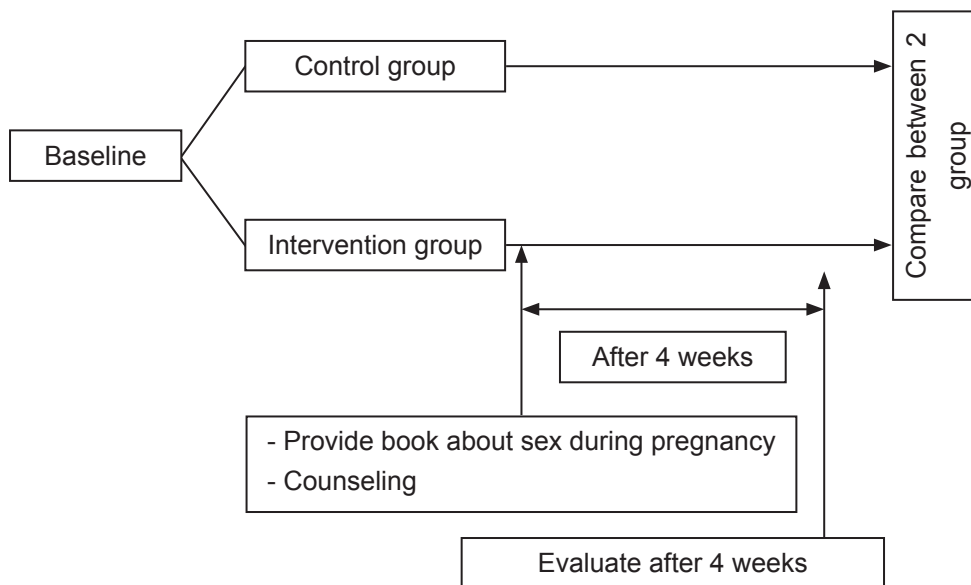 Control group
Baseline
Intervention group
Compare between 2
group
After 4 weeks
- Provide book about sex during pregnancy
- Counseling
Evaluate after 4 weeks